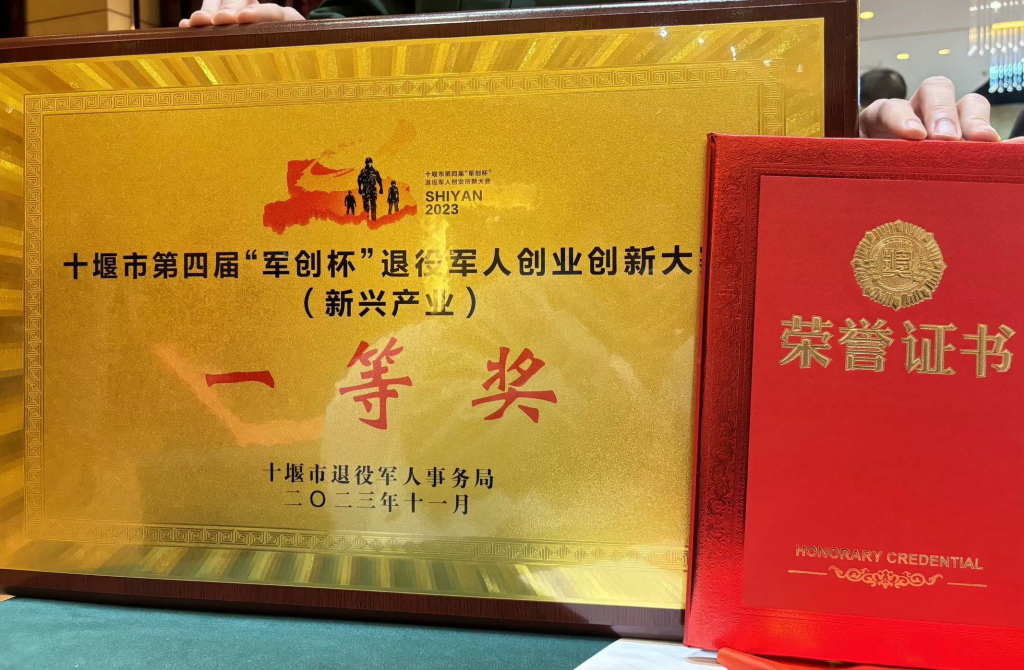 十堰市第四届“军创杯”
退役军人创业创新大赛
SHIYAN
2023
十堰市第四届“军创杯”退役军人创业创新大
（新兴产业）
一等奖
十堰市退役军人事务局
二〇二三年十一月
荣誉证书
HONORARY CREDENTIAL